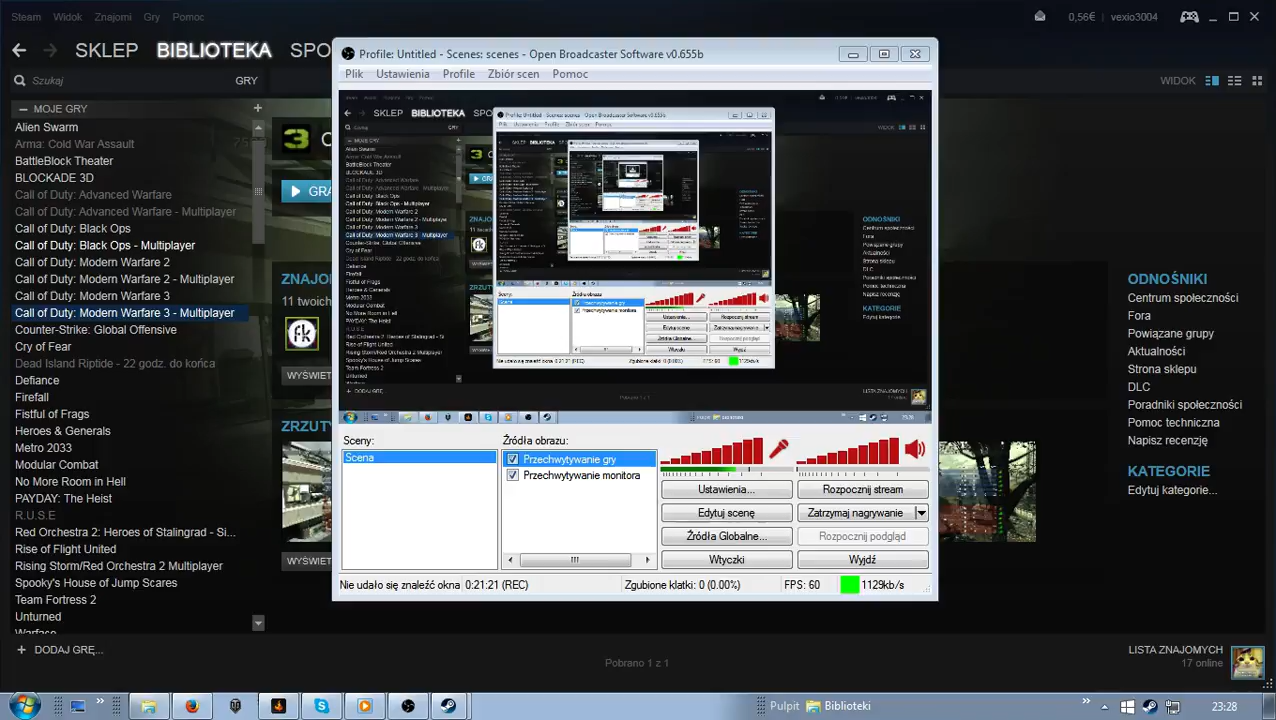 Steam Widok Znajomi Gry Pomoc
0,56€ vexio3004
SKLEP BIBLIOTEKA SPO
Szukaj GRY
WIDOK
MOJE GRY
Alien Swarm
BattleBlock Theater
BLOCKADE 3D
Call of Duty: Advanced Warfare
Call of Duty: Advanced Warfare - Multiplayer
Call of Duty: Black Ops
Call of Duty: Black Ops - Multiplayer
Call of Duty: Modern Warfare 2
Call of Duty: Modern Warfare 2 - Multiplayer
Call of Duty: Modern Warfare 3
Call of Duty: Modern Warfare 3 - Multiplayer
Counter-Strike: Global Offensive
City of Fear
Dead Island Riptide - 22 godz. do końca
Defiance
Firefall
Fistful of Frags
Heroes & Generals
Metro 2033
Modular Combat
No More Room in Hell
PAYDAY: The Heist
R.U.S.E
Red Orchestra 2: Heroes of Stalingrad - Si...
Rise of Flight United
Rising Storm/Red Orchestra 2 Multiplayer
Spooky's House of Jump Scares
Team Fortress 2
Unturned
Warface
DODAJ GRĘ...
GRA
ZNAJO
11 twoich
WYŚWIET
ZRZUTY
WYŚWIET
Profile: Untitled - Scenes: scenes - Open Broadcaster Software v0.655b
Plik Ustawienia Profile Zbiór scen Pomoc
SKLEP BIBLIOTEKA
Sceny:
Scena
Źródła obrazu:
Przechwytywanie gry
Przechwytywanie monitora
Ustawienia... Rozpocznij stream
Edytuj scenę Zatrzymaj nagrywanie
Źródła Globalne... Rozpocznij podgląd
Wtyczki Wyjdź
Nie udało się znaleźć okna 0:21:21 (REC) Zgubione klatki: 0 (0.00%) FPS: 60 1129kb/s
ODNOŚNIKI
Centrum społeczności
Fora
Powiązane grupy
Aktualności
Strona sklepu
DLC
Poradniki społeczności
Pomoc techniczna
Napisz recenzję
KATEGORIE
Edytuj kategorie...
Pobrano 1 z 1
LISTA ZNAJOMYCH
17 online
Pulpit Biblioteki
23:28